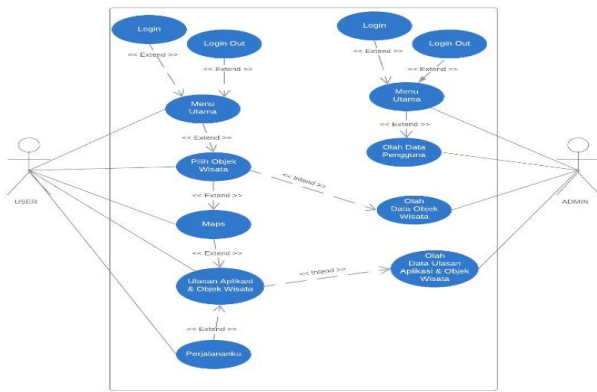 Login
Login Out
<< Extend >>
<< Extend >>
Menu
Utama
<< Extend >>
Pilih Objek
Wisata
<< Extend >>
Maps
<< Extend >>
Ulasan Aplikasi
& Objek Wisata
<< Extend >>
Perjalananku
USER
<< Intend >>
<< Intend >>
Login
Login Out
<< Extend >>
<< Extend >>
Menu
Utama
<< Extend >>
Olah Data
Pengguna
Olah
Data Objek
Wisata
Olah
Data Ulasan
Aplikasi & Objek
Wisata
ADMIN